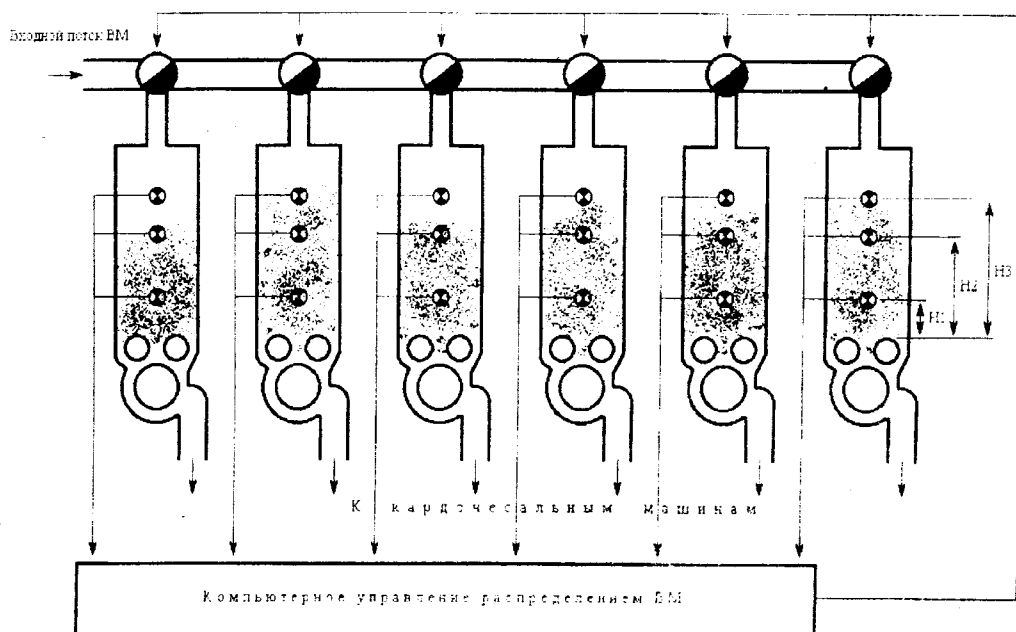 Входной поток ВМ
H3
H2
H1
К кардочесальным машинам
Компьютерное управление распределением ВМ